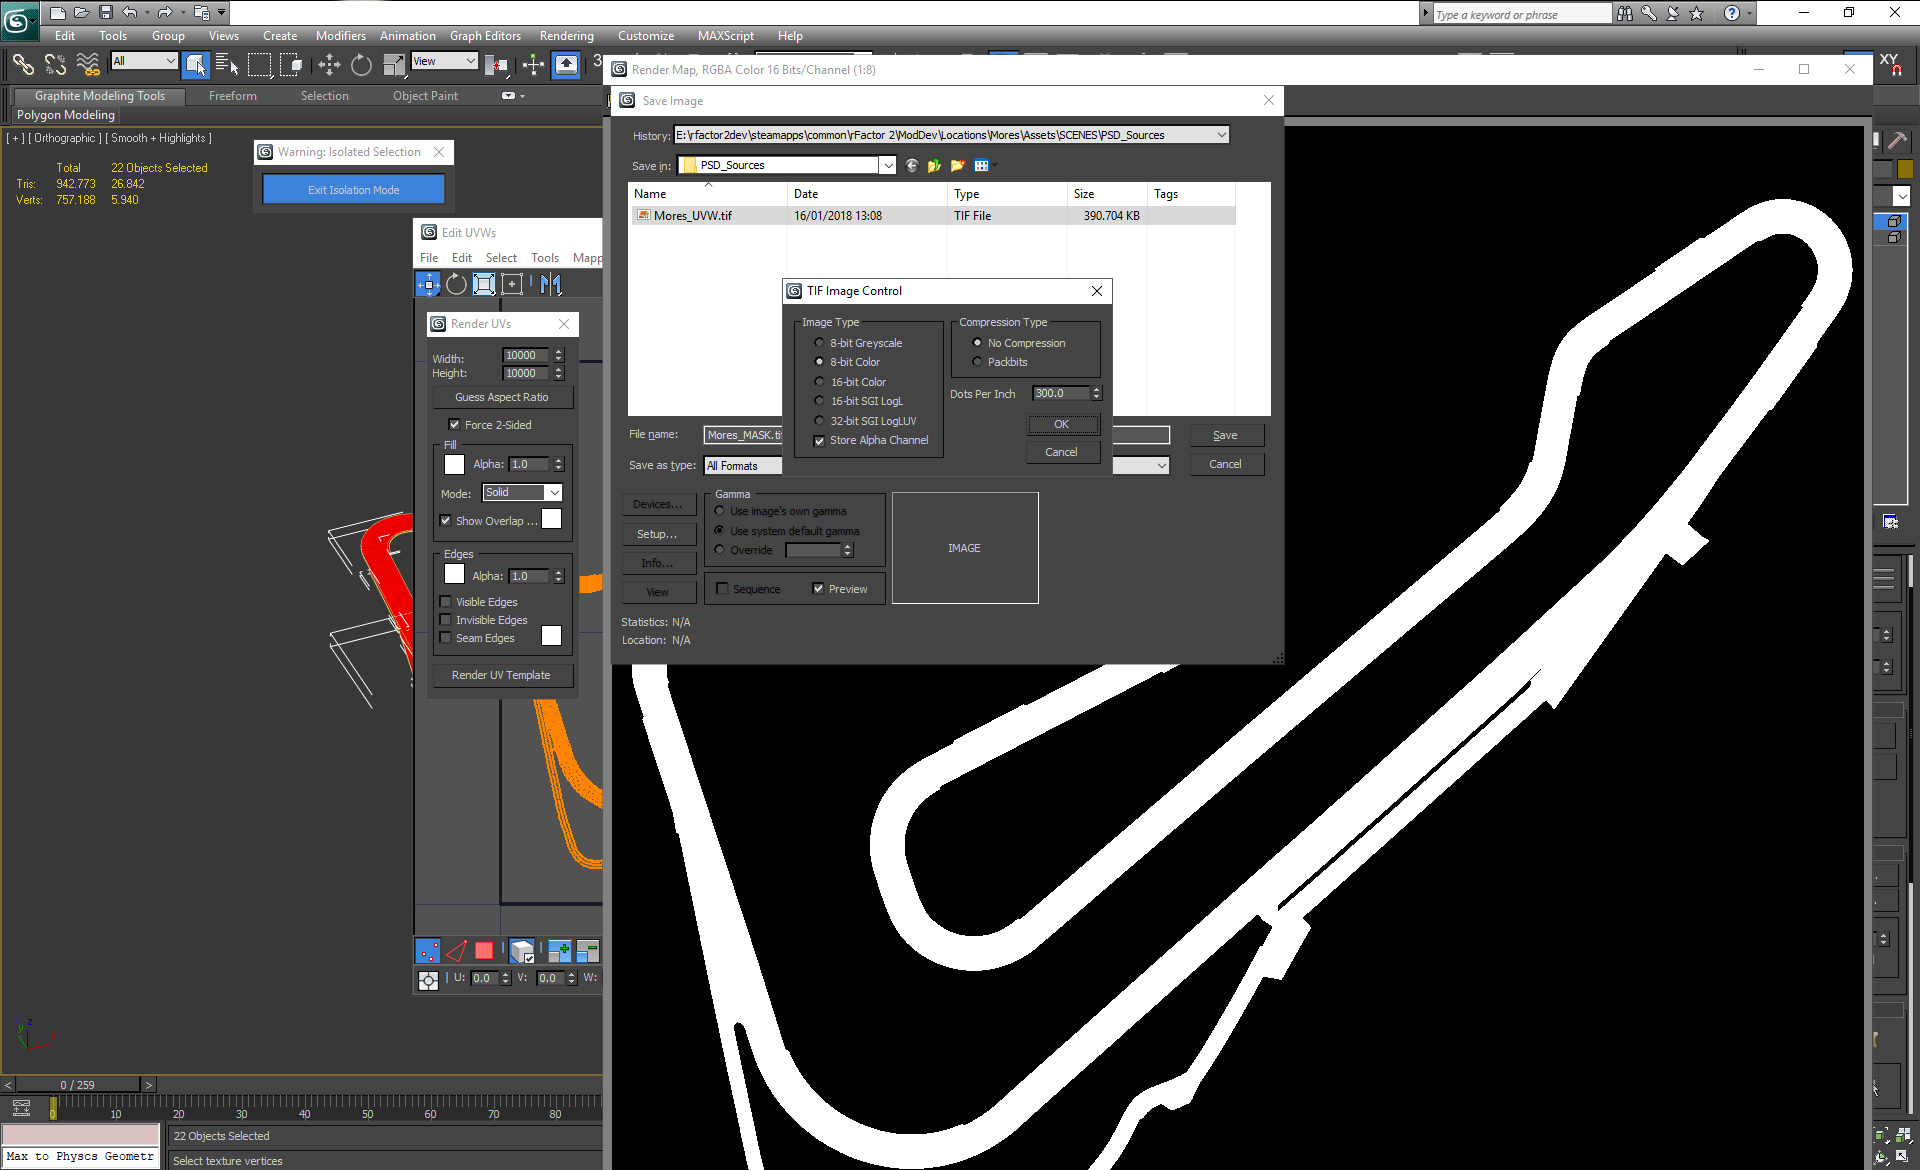 Type a keyword or phrase
Edit Tools Group Views Create Modifiers Animation Graph Editors Rendering Customize MAXScript Help
All
View
3
XY
Graphite Modeling Tools Freeform Selection Object Paint
Polygon Modeling
[ + ] [ Orthographic ] [ Smooth + Highlights ]
Total 22 Objects Selected
Tris: 942.773 26.842
Verts: 757.188 5.940
Warning: Isolated Selection
Exit Isolation Mode
Edit UVWs
File Edit Select Tools Mapp
Render UVs
Width: 10000
Height: 10000
Guess Aspect Ratio
Force 2-Sided
Fill
Alpha: 1.0
Mode: Solid
Show Overlap ...
Edges
Alpha: 1.0
Visible Edges
Invisible Edges
Seam Edges
Render UV Template
U: 0.0 V: 0.0 W:
Render Map, RGBA Color 16 Bits/Channel (1:8)
Save Image
History: E:\rfactor2dev\steamapps\common\rFactor 2\ModDev\Locations\Mores\Assets\SCENES\PSD_Sources
Save in: PSD_Sources
Name Date Type Size Tags
Mores_UVW.tif 16/01/2018 13:08 TIF File 390.704 KB
TIF Image Control
Image Type
8-bit Greyscale
8-bit Color
16-bit Color
16-bit SGI LogL
32-bit SGI LogLUV
Store Alpha Channel
Compression Type
No Compression
Packbits
Dots Per Inch 300.0
OK
Cancel
File name: Mores_MASK.ti
Save
Save as type: All Formats
Cancel
Devices...
Setup...
Info...
View
Gamma
Use image's own gamma
Use system default gamma
Override
Sequence Preview
IMAGE
Statistics: N/A
Location: N/A
y z x
0 / 259
0 10 20 30 40 50 60 70 80
22 Objects Selected
Max to Physcs Geometr
Select texture vertices